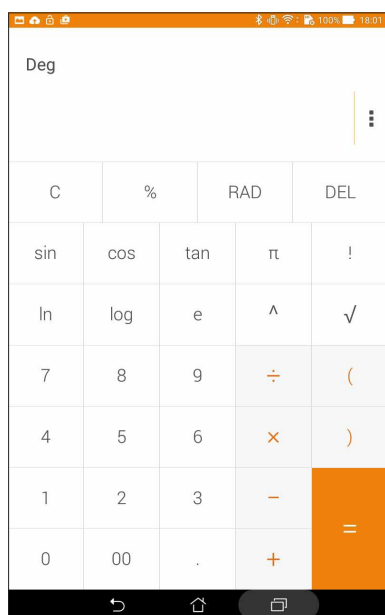 100% 18:01
Deg
C % RAD DEL
sin cos tan π !
ln log e ^ √
7 8 9 ÷ (
4 5 6 × )
1 2 3 −
=
0 00 . +